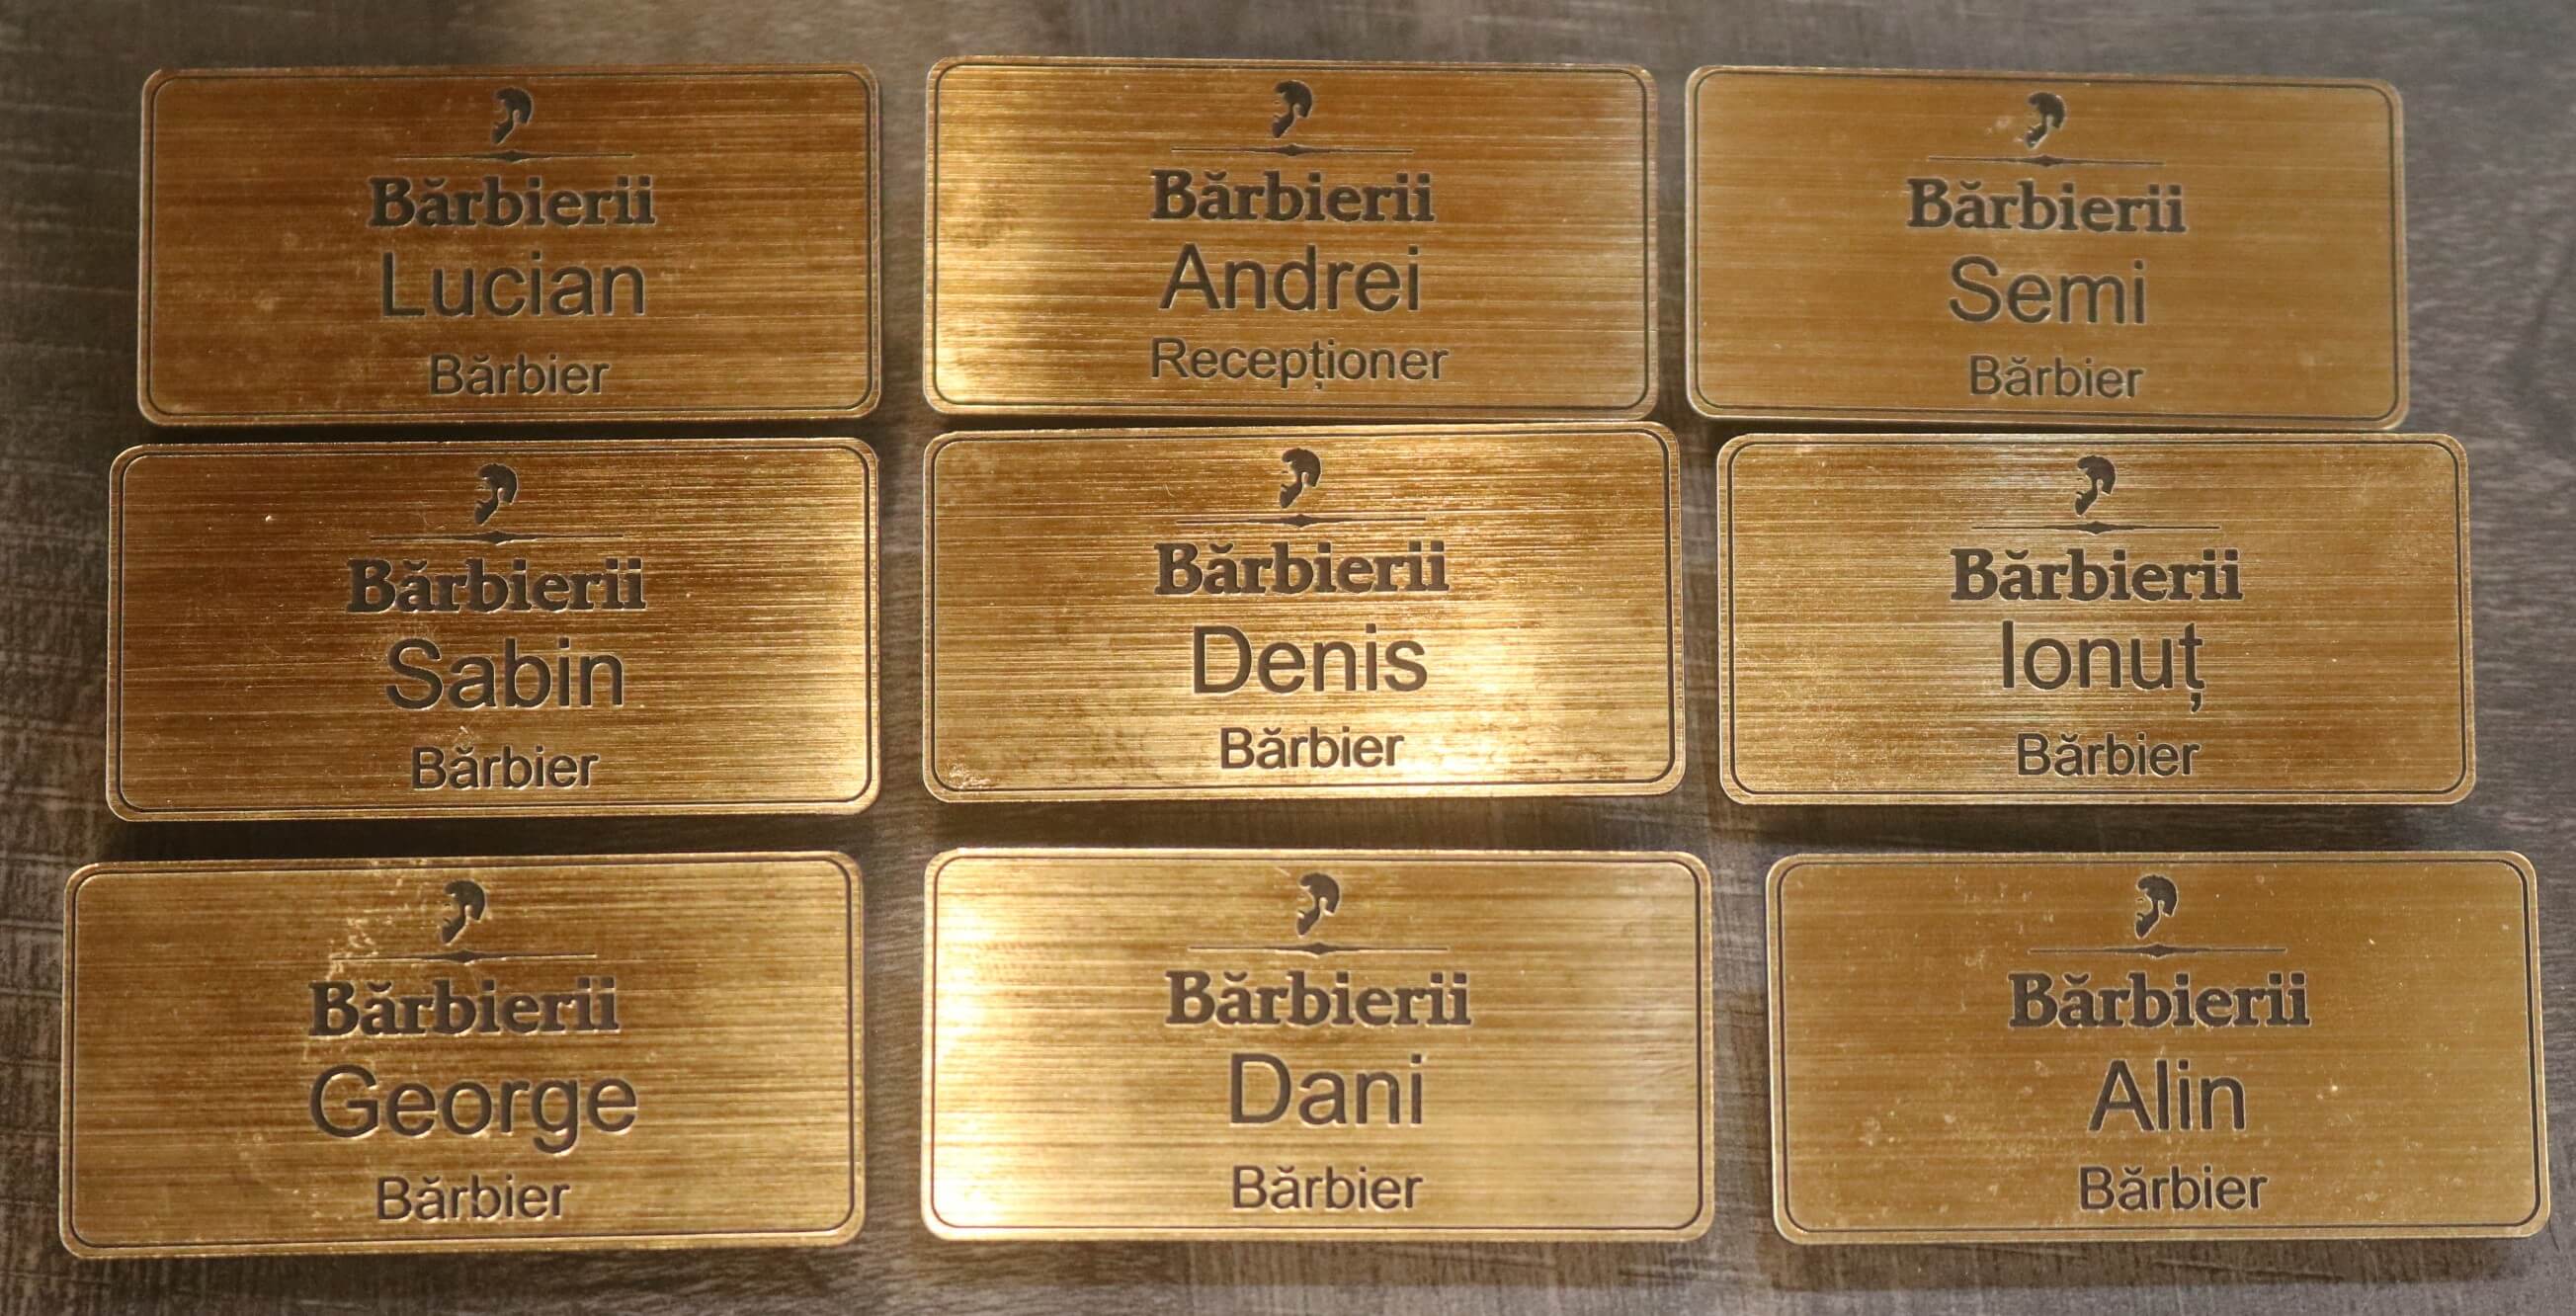 Bărbierii
Lucian
Bărbier
Bărbierii
Andrei
Recepționer
Bărbierii
Semi
Bărbier
Bărbierii
Sabin
Bărbier
Bărbierii
Denis
Bărbier
Bărbierii
Ionuț
Bărbier
Bărbierii
George
Bărbier
Bărbierii
Dani
Bărbier
Bărbierii
Alin
Bărbier